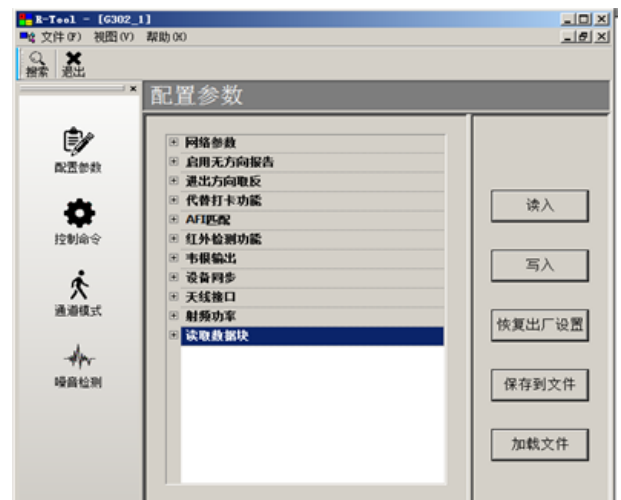 R-Tool - [G302_1]
文件(F) 视图(V) 帮助(H)
搜索 退出
配置参数
配置参数
控制命令
通道模式
噪音检测
网络参数
启用无方向报告
进出方向取反
代替打卡功能
AFI匹配
红外检测功能
韦根输出
设备同步
天线接口
射频功率
读取数据块
读入
写入
恢复出厂设置
保存到文件
加载文件